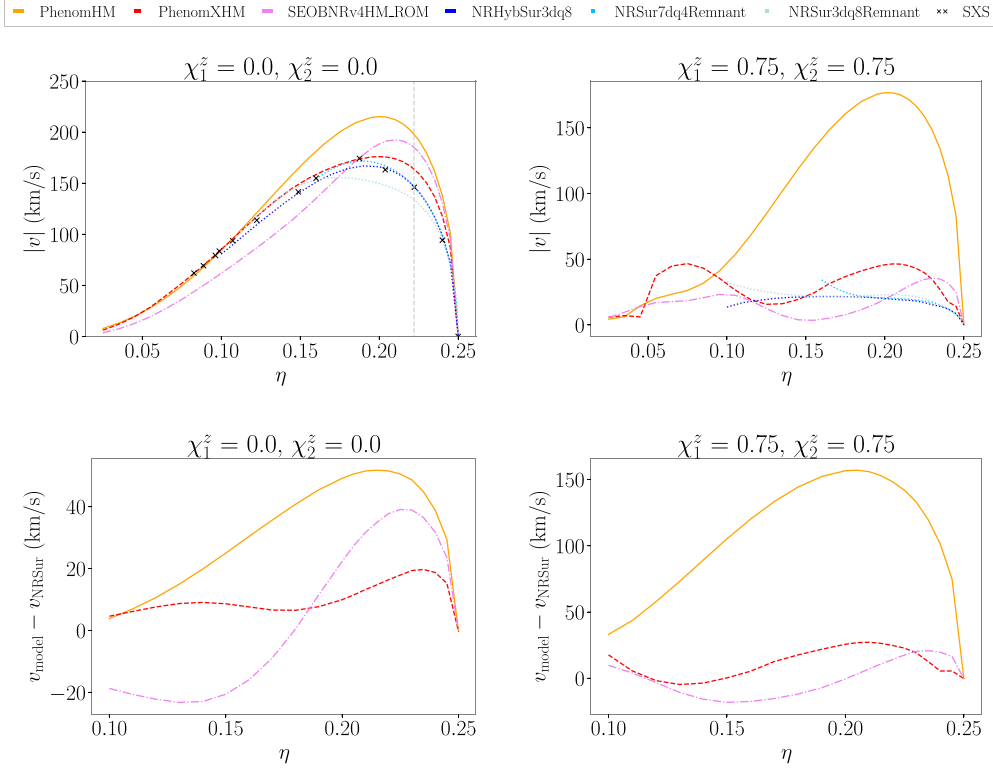 PhenomHM PhenomXHM SEOBNRv4HM_ROM NRHybSur3dq8 NRSur7dq4Remnant NRSur3dq8Remnant SXS
χ₁ᶻ = 0.0, χ₂ᶻ = 0.0
250
200
150
100
50
0
|v| (km/s)
0.05 0.10 0.15 0.20 0.25
η
χ₁ᶻ = 0.75, χ₂ᶻ = 0.75
150
100
50
0
|v| (km/s)
0.05 0.10 0.15 0.20 0.25
η
χ₁ᶻ = 0.0, χ₂ᶻ = 0.0
40
20
0
−20
v_model − v_NRSur (km/s)
0.10 0.15 0.20 0.25
η
χ₁ᶻ = 0.75, χ₂ᶻ = 0.75
150
100
50
0
v_model − v_NRSur (km/s)
0.10 0.15 0.20 0.25
η